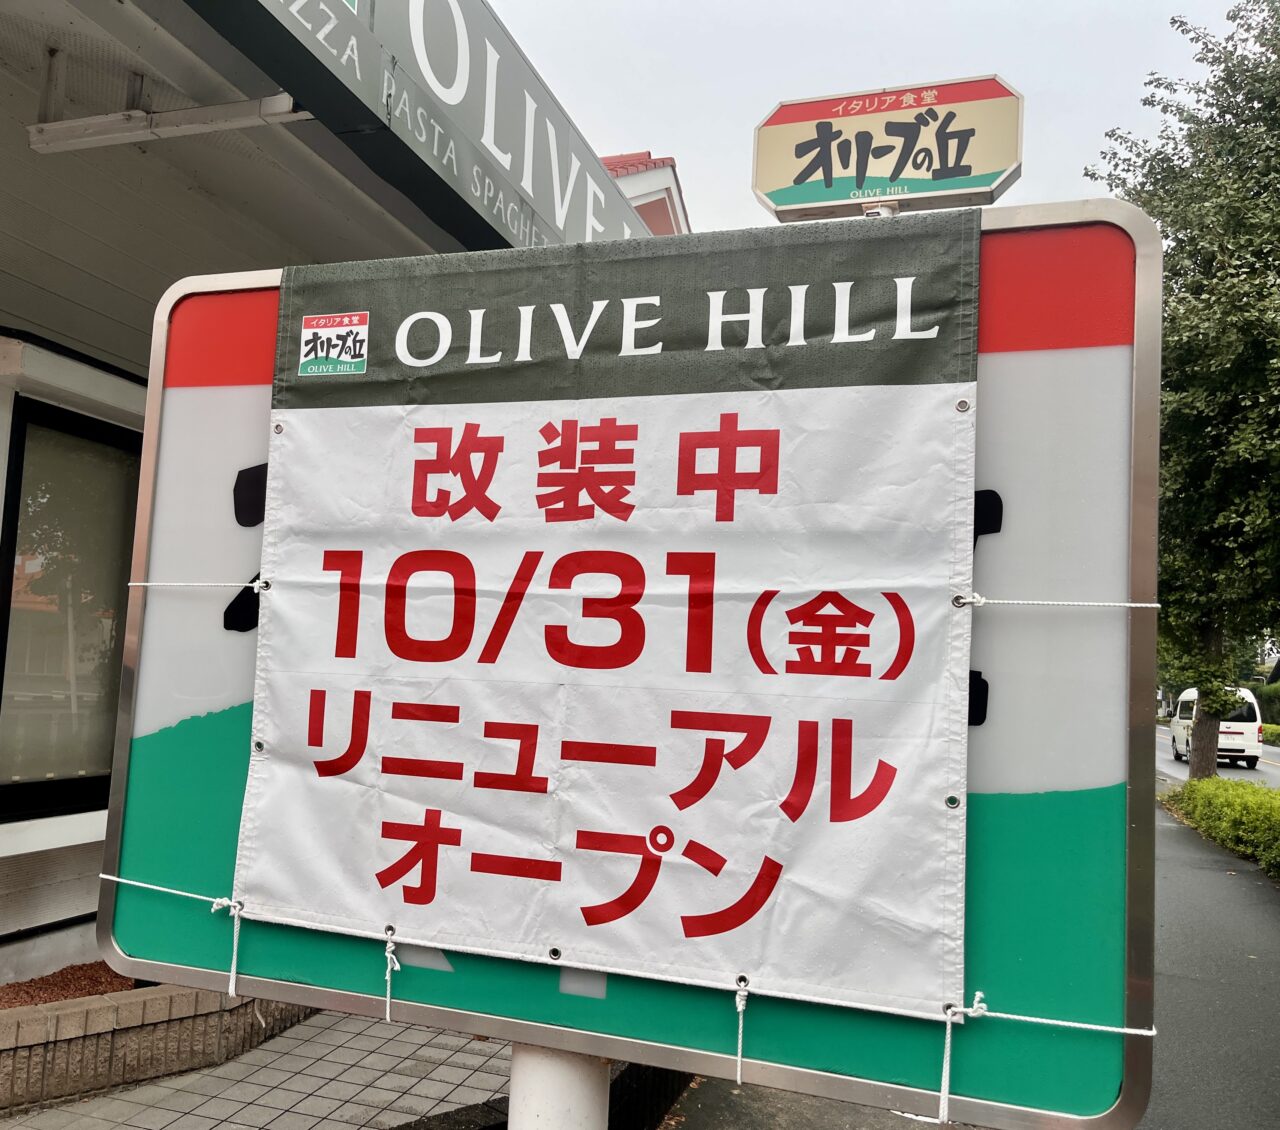 OLIVE
PIZZA PASTA SPAGHET
イタリア食堂
オリーブの丘
OLIVE HILL
イタリア食堂
オリーブの丘
OLIVE HILL
OLIVE HILL
改装中
10/31(金)
リニューアル
オープン